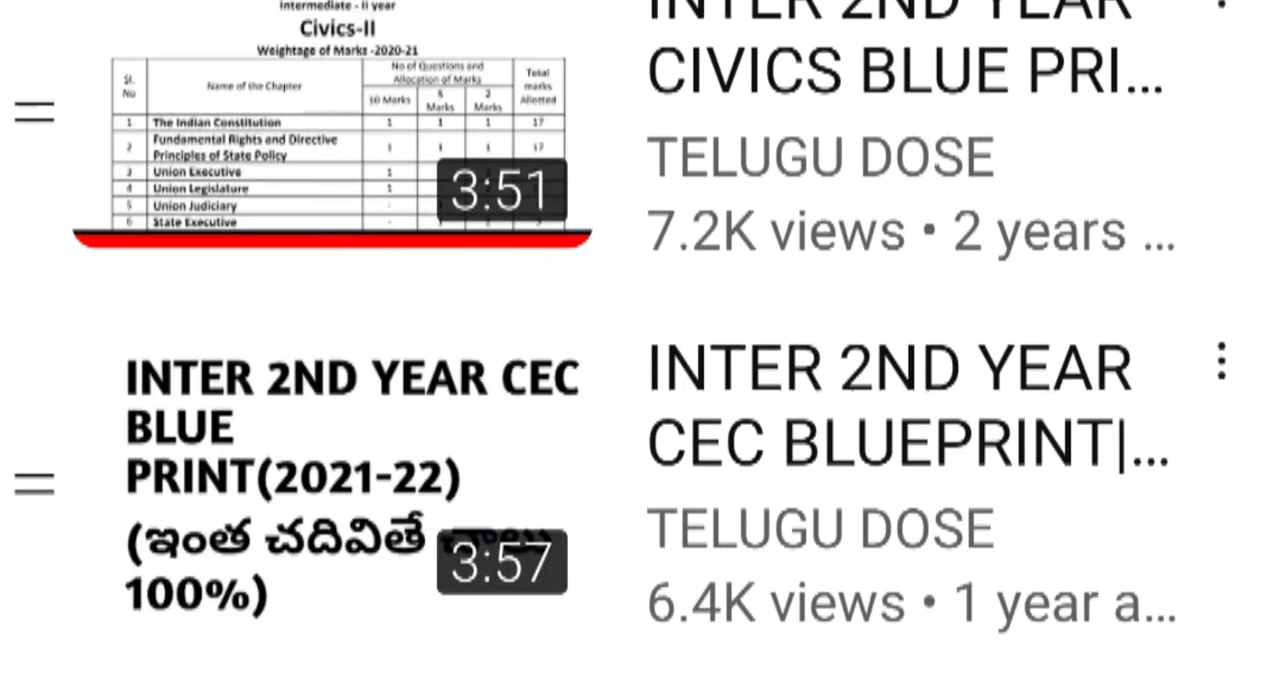 Intermediate - II year
Civics-II
Weightage of Marks -2020-21
Sl. No
Name of the Chapter
No of Questions and Allocation of Marks
Total marks Allotted
10 Marks
5 Marks
2 Marks
1 The Indian Constitution 1 1 1 17
2 Fundamental Rights and Directive Principles of State Policy 1 1 1 17
3 Union Executive 1
4 Union Legislature 1
5 Union Judiciary -
6 State Executive -
3:51
INTER 2ND YEAR
CIVICS BLUE PRI...
TELUGU DOSE
7.2K views • 2 years ...
INTER 2ND YEAR CEC
BLUE
PRINT(2021-22)
(ఇంత చదివితే
100%)
3:57
INTER 2ND YEAR
CEC BLUEPRINT|...
TELUGU DOSE
6.4K views • 1 year a...